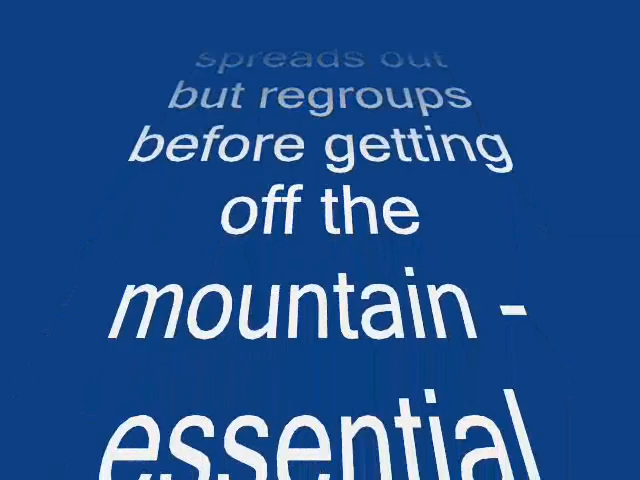 spreads out
but regroups
before getting
off the
mountain -
essential